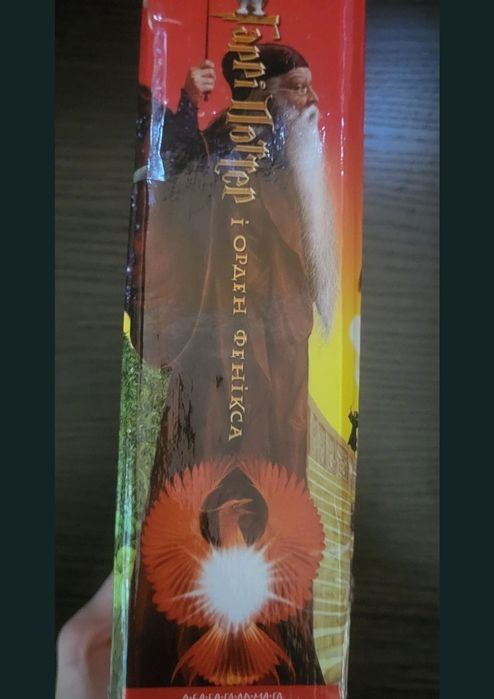 Гаррі Поттер
і орден фенікса
А-БА-БА-ГА-ЛА-МА-ГА